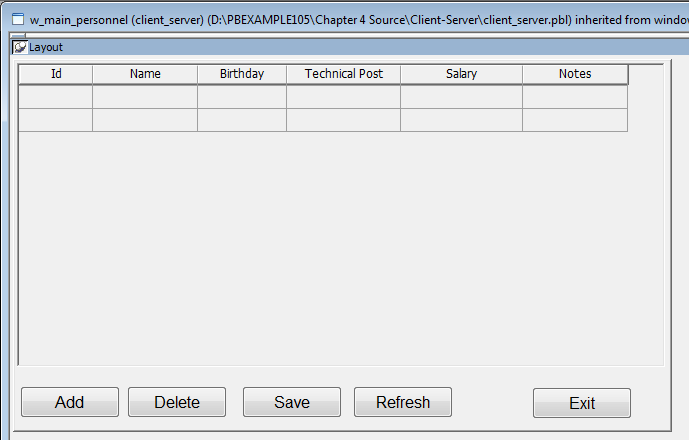 w_main_personnel (client_server) (D:\PBEXAMPLE105\Chapter 4 Source\Client-Server\client_server.pbl) inherited from
Layout
Id Name Birthday Technical Post Salary Notes
Add Delete Save Refresh Exit